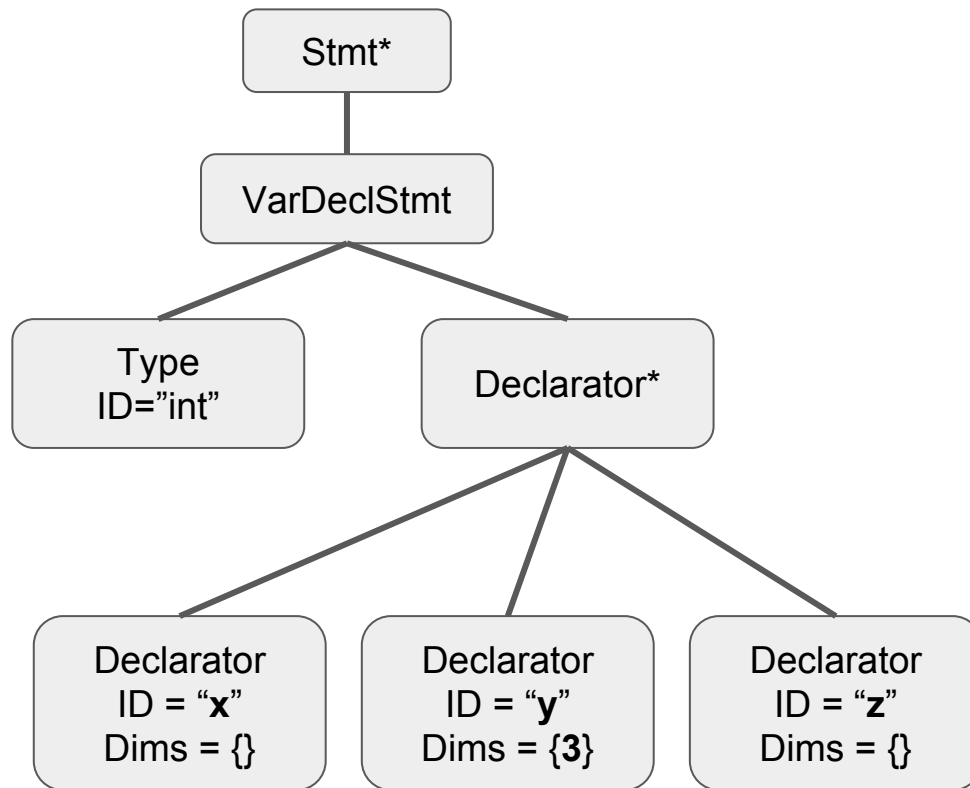 Stmt*
VarDeclStmt
Type
ID=”int”
Declarator*
Declarator
ID = “x”
Dims = {}
Declarator
ID = “y”
Dims = {3}
Declarator
ID = “z”
Dims = {}